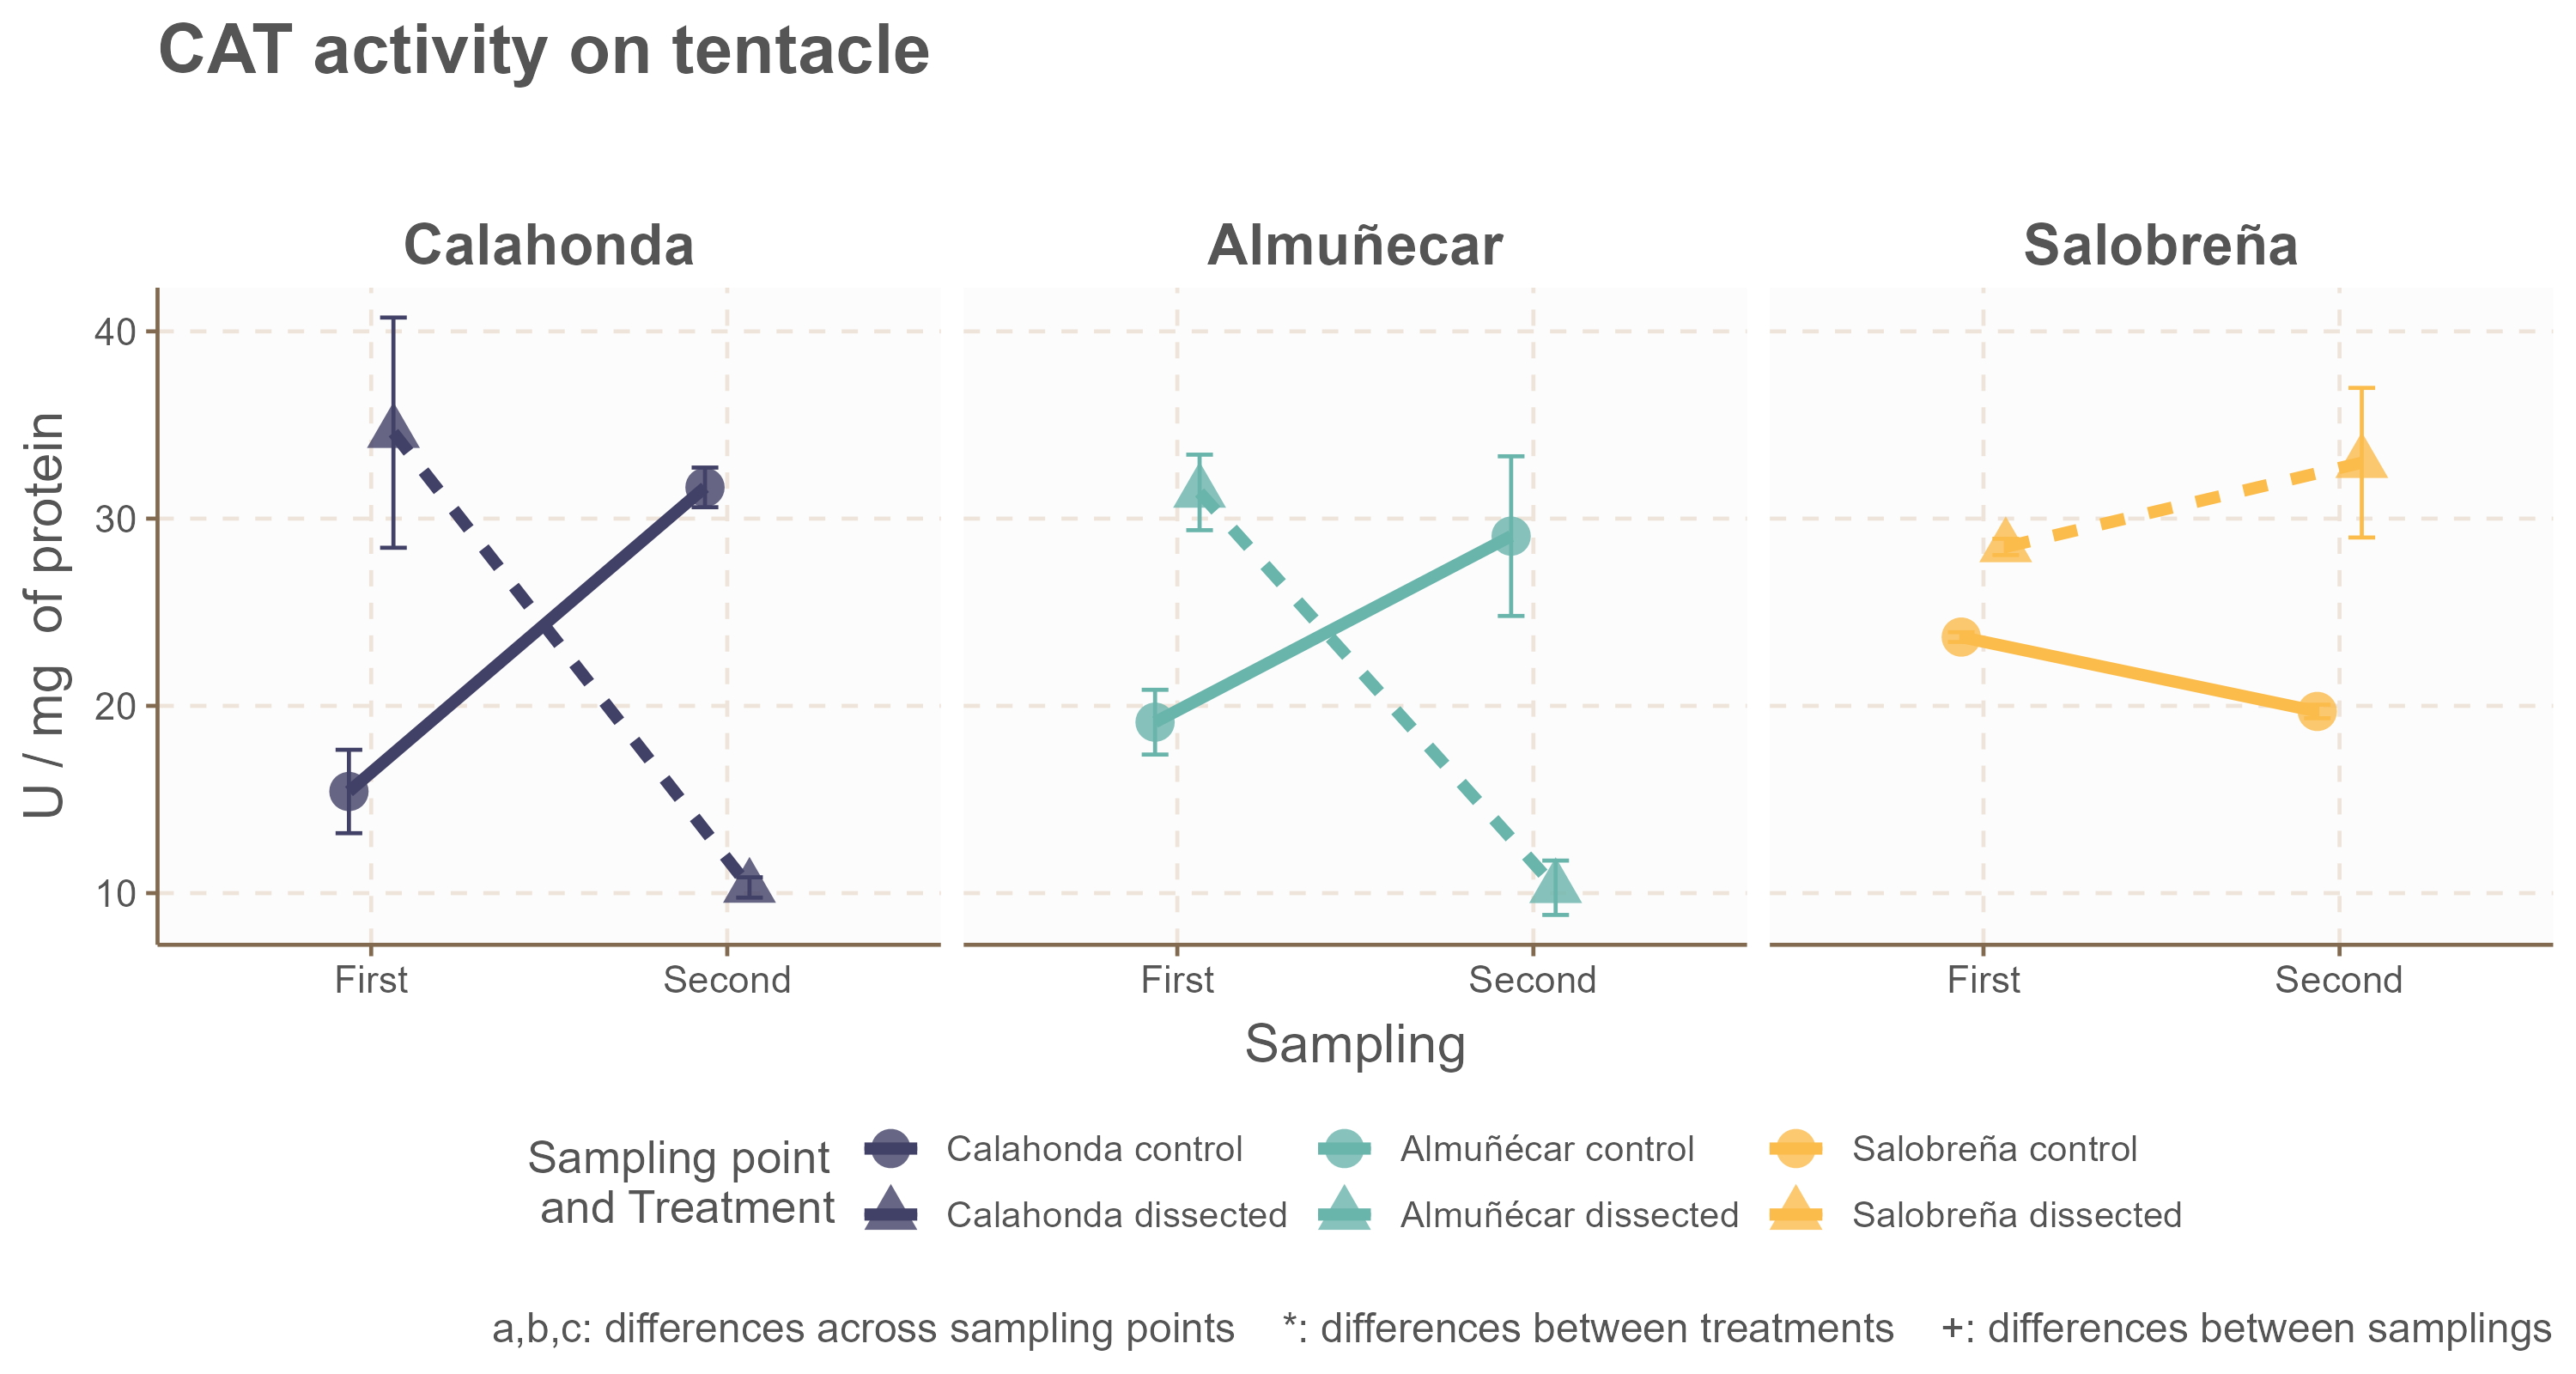 CAT activity on tentacle
Calahonda
Almuñecar
Salobreña
U / mg  of protein
40
30
20
10
First
Second
First
Second
First
Second
Sampling
Sampling point
and Treatment
Calahonda control
Almuñécar control
Salobreña control
Calahonda dissected
Almuñécar dissected
Salobreña dissected
a,b,c: differences across sampling points    *: differences between treatments    +: differences between samplings